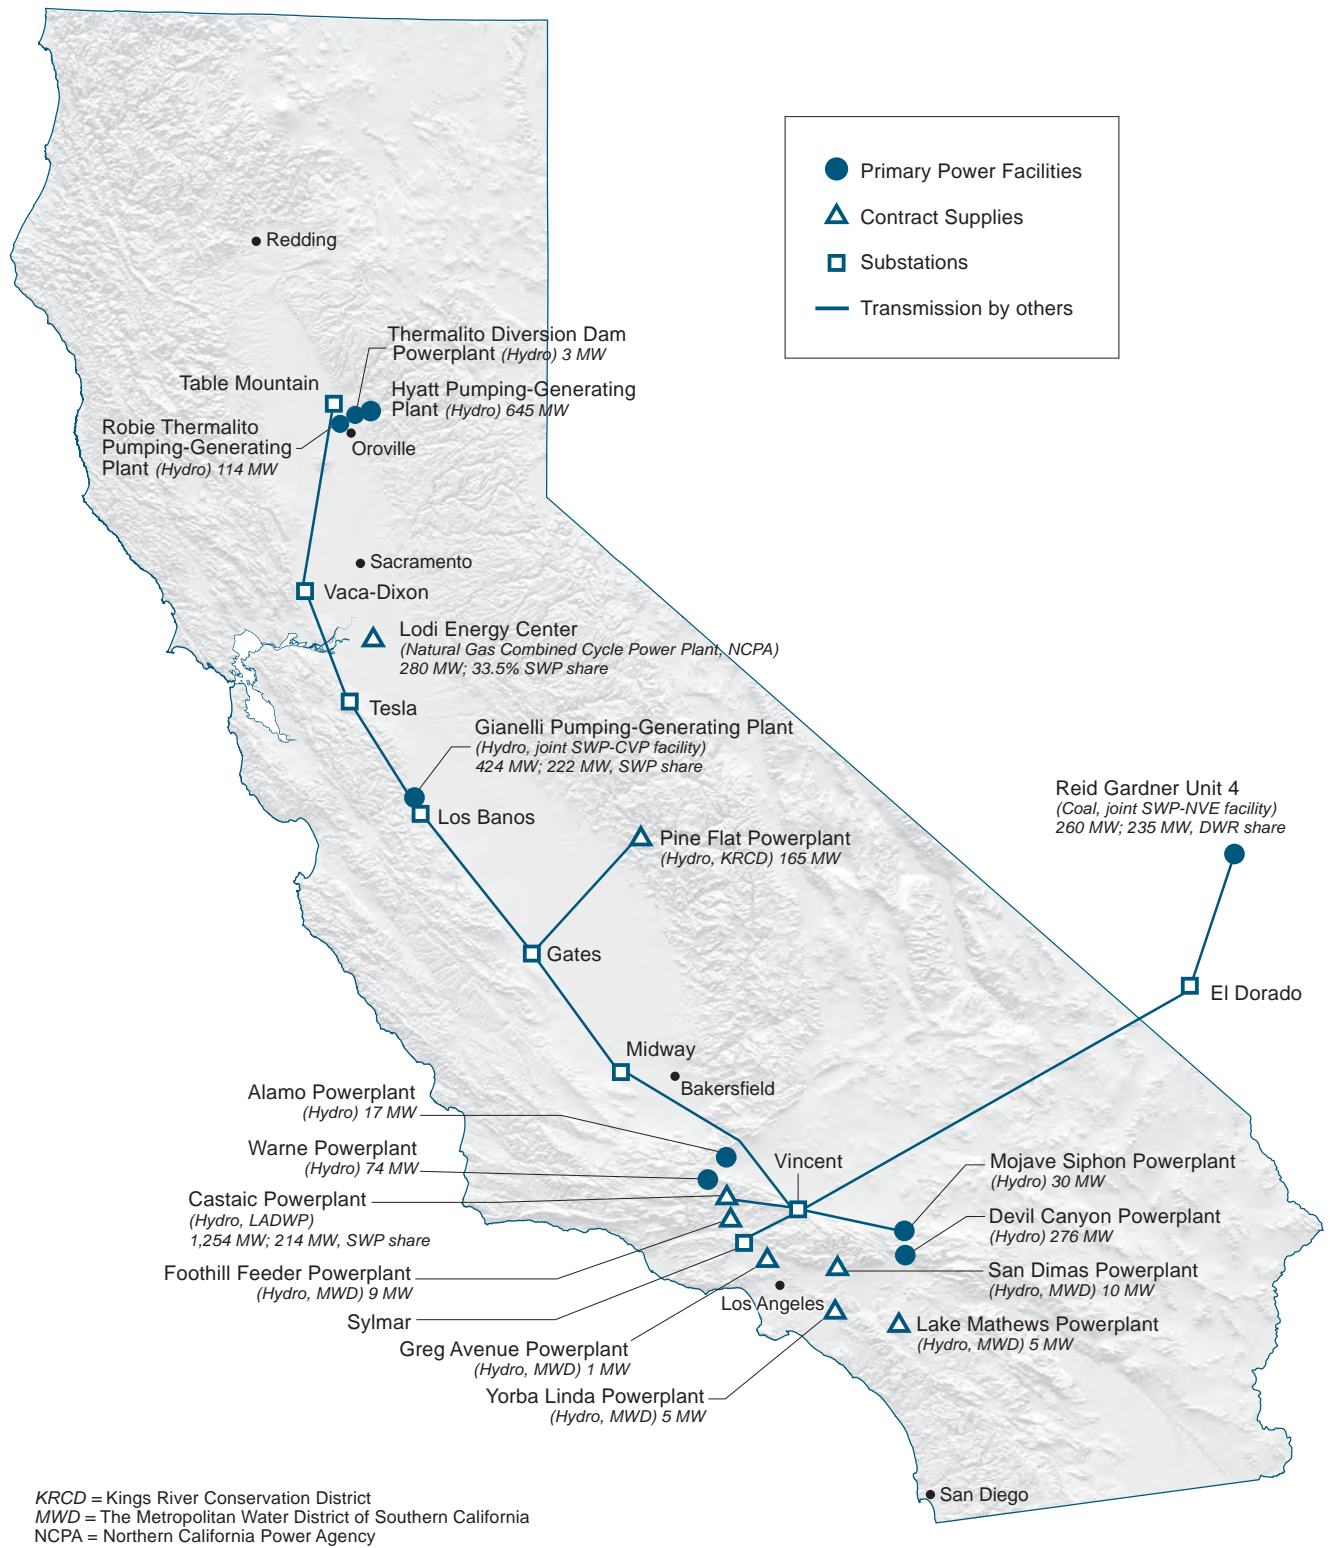 Primary Power Facilities
Contract Supplies
Substations
Transmission by others
Redding
Thermalito Diversion Dam
Powerplant (Hydro) 3 MW
Table Mountain
Hyatt Pumping-Generating
Plant (Hydro) 645 MW
Robie Thermalito
Pumping-Generating
Plant (Hydro) 114 MW
Oroville
Sacramento
Vaca-Dixon
Lodi Energy Center
(Natural Gas Combined Cycle Power Plant, NCPA)
280 MW; 33.5% SWP share
Tesla
Gianelli Pumping-Generating Plant
(Hydro, joint SWP-CVP facility)
424 MW; 222 MW, SWP share
Los Banos
Reid Gardner Unit 4
(Coal, joint SWP-NVE facility)
260 MW; 235 MW, DWR share
Pine Flat Powerplant
(Hydro, KRCD) 165 MW
Gates
El Dorado
Midway
Bakersfield
Alamo Powerplant
(Hydro) 17 MW
Warne Powerplant
(Hydro) 74 MW
Vincent
Mojave Siphon Powerplant
(Hydro) 30 MW
Castaic Powerplant
(Hydro, LADWP)
1,254 MW; 214 MW, SWP share
Devil Canyon Powerplant
(Hydro) 276 MW
Foothill Feeder Powerplant
(Hydro, MWD) 9 MW
San Dimas Powerplant
(Hydro, MWD) 10 MW
Los Angeles
Sylmar
Lake Mathews Powerplant
(Hydro, MWD) 5 MW
Greg Avenue Powerplant
(Hydro, MWD) 1 MW
Yorba Linda Powerplant
(Hydro, MWD) 5 MW
San Diego
KRCD = Kings River Conservation District
MWD = The Metropolitan Water District of Southern California
NCPA = Northern California Power Agency